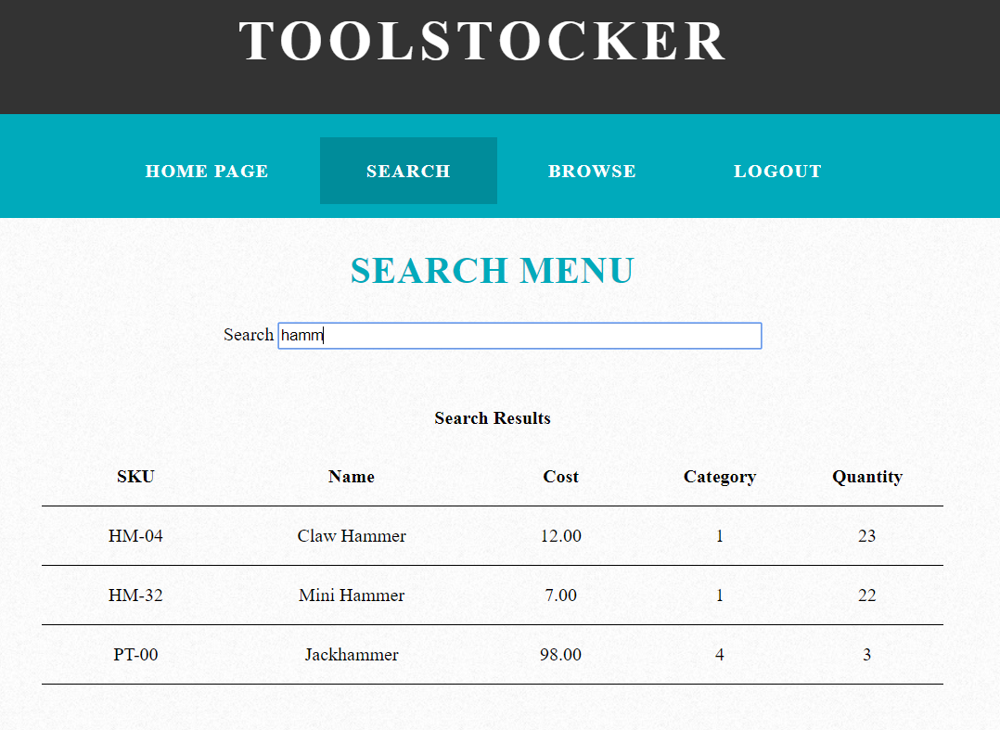 TOOLSTOCKER
HOME PAGE SEARCH BROWSE LOGOUT
SEARCH MENU
Search hamm
Search Results
SKU Name Cost Category Quantity
HM-04 Claw Hammer 12.00 1 23
HM-32 Mini Hammer 7.00 1 22
PT-00 Jackhammer 98.00 4 3